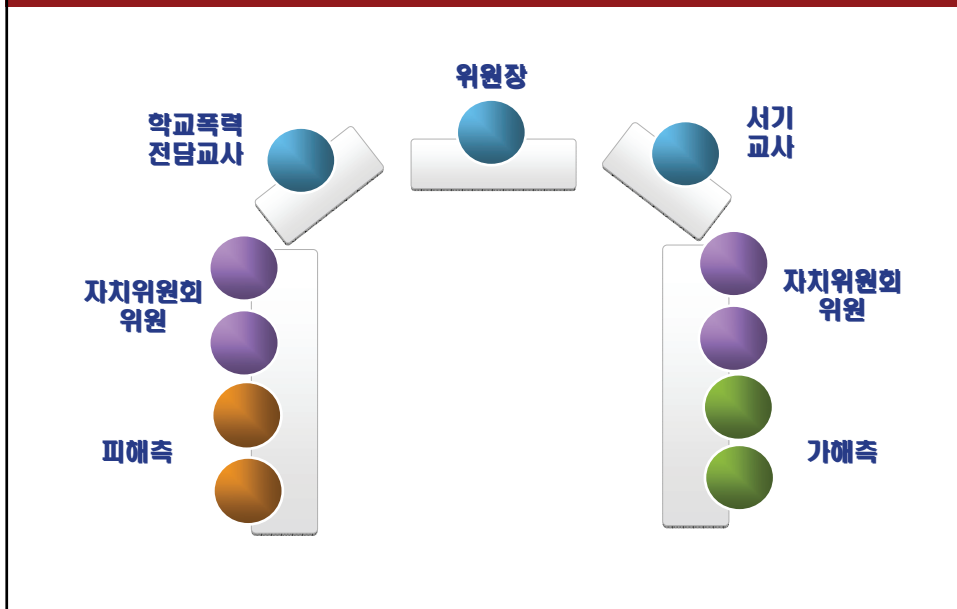 위원장
학교폭력
전담교사
서기
교사
자치위원회
위원
자치위원회
위원
피해측
가해측